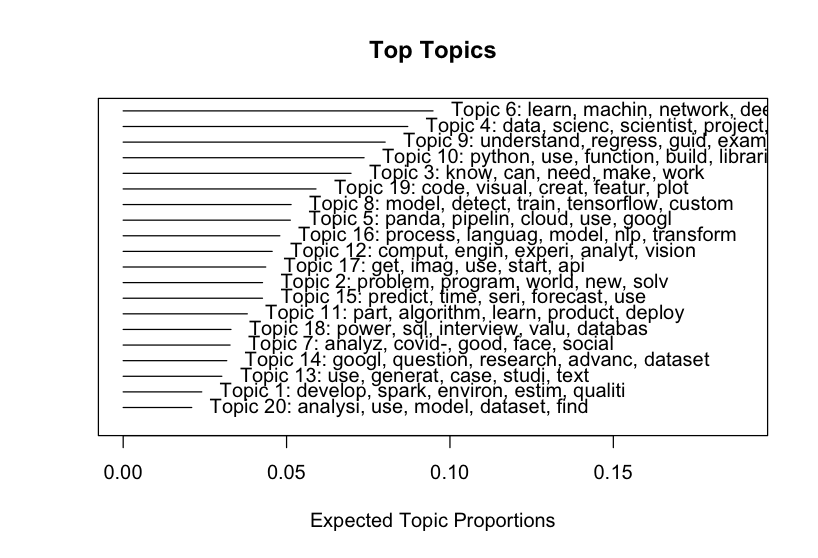 Top Topics
Topic 6: learn, machin, network, dee
Topic 4: data, scienc, scientist, project,
Topic 9: understand, regress, guid, exam
Topic 10: python, use, function, build, librari
Topic 3: know, can, need, make, work
Topic 19: code, visual, creat, featur, plot
Topic 8: model, detect, train, tensorflow, custom
Topic 5: panda, pipelin, cloud, use, googl
Topic 16: process, languag, model, nlp, transform
Topic 12: comput, engin, experi, analyt, vision
Topic 17: get, imag, use, start, api
Topic 2: problem, program, world, new, solv
Topic 15: predict, time, seri, forecast, use
Topic 11: part, algorithm, learn, product, deploy
Topic 18: power, sql, interview, valu, databas
Topic 7: analyz, covid-, good, face, social
Topic 14: googl, question, research, advanc, dataset
Topic 13: use, generat, case, studi, text
Topic 1: develop, spark, environ, estim, qualiti
Topic 20: analysi, use, model, dataset, find
0.00 0.05 0.10 0.15
Expected Topic Proportions